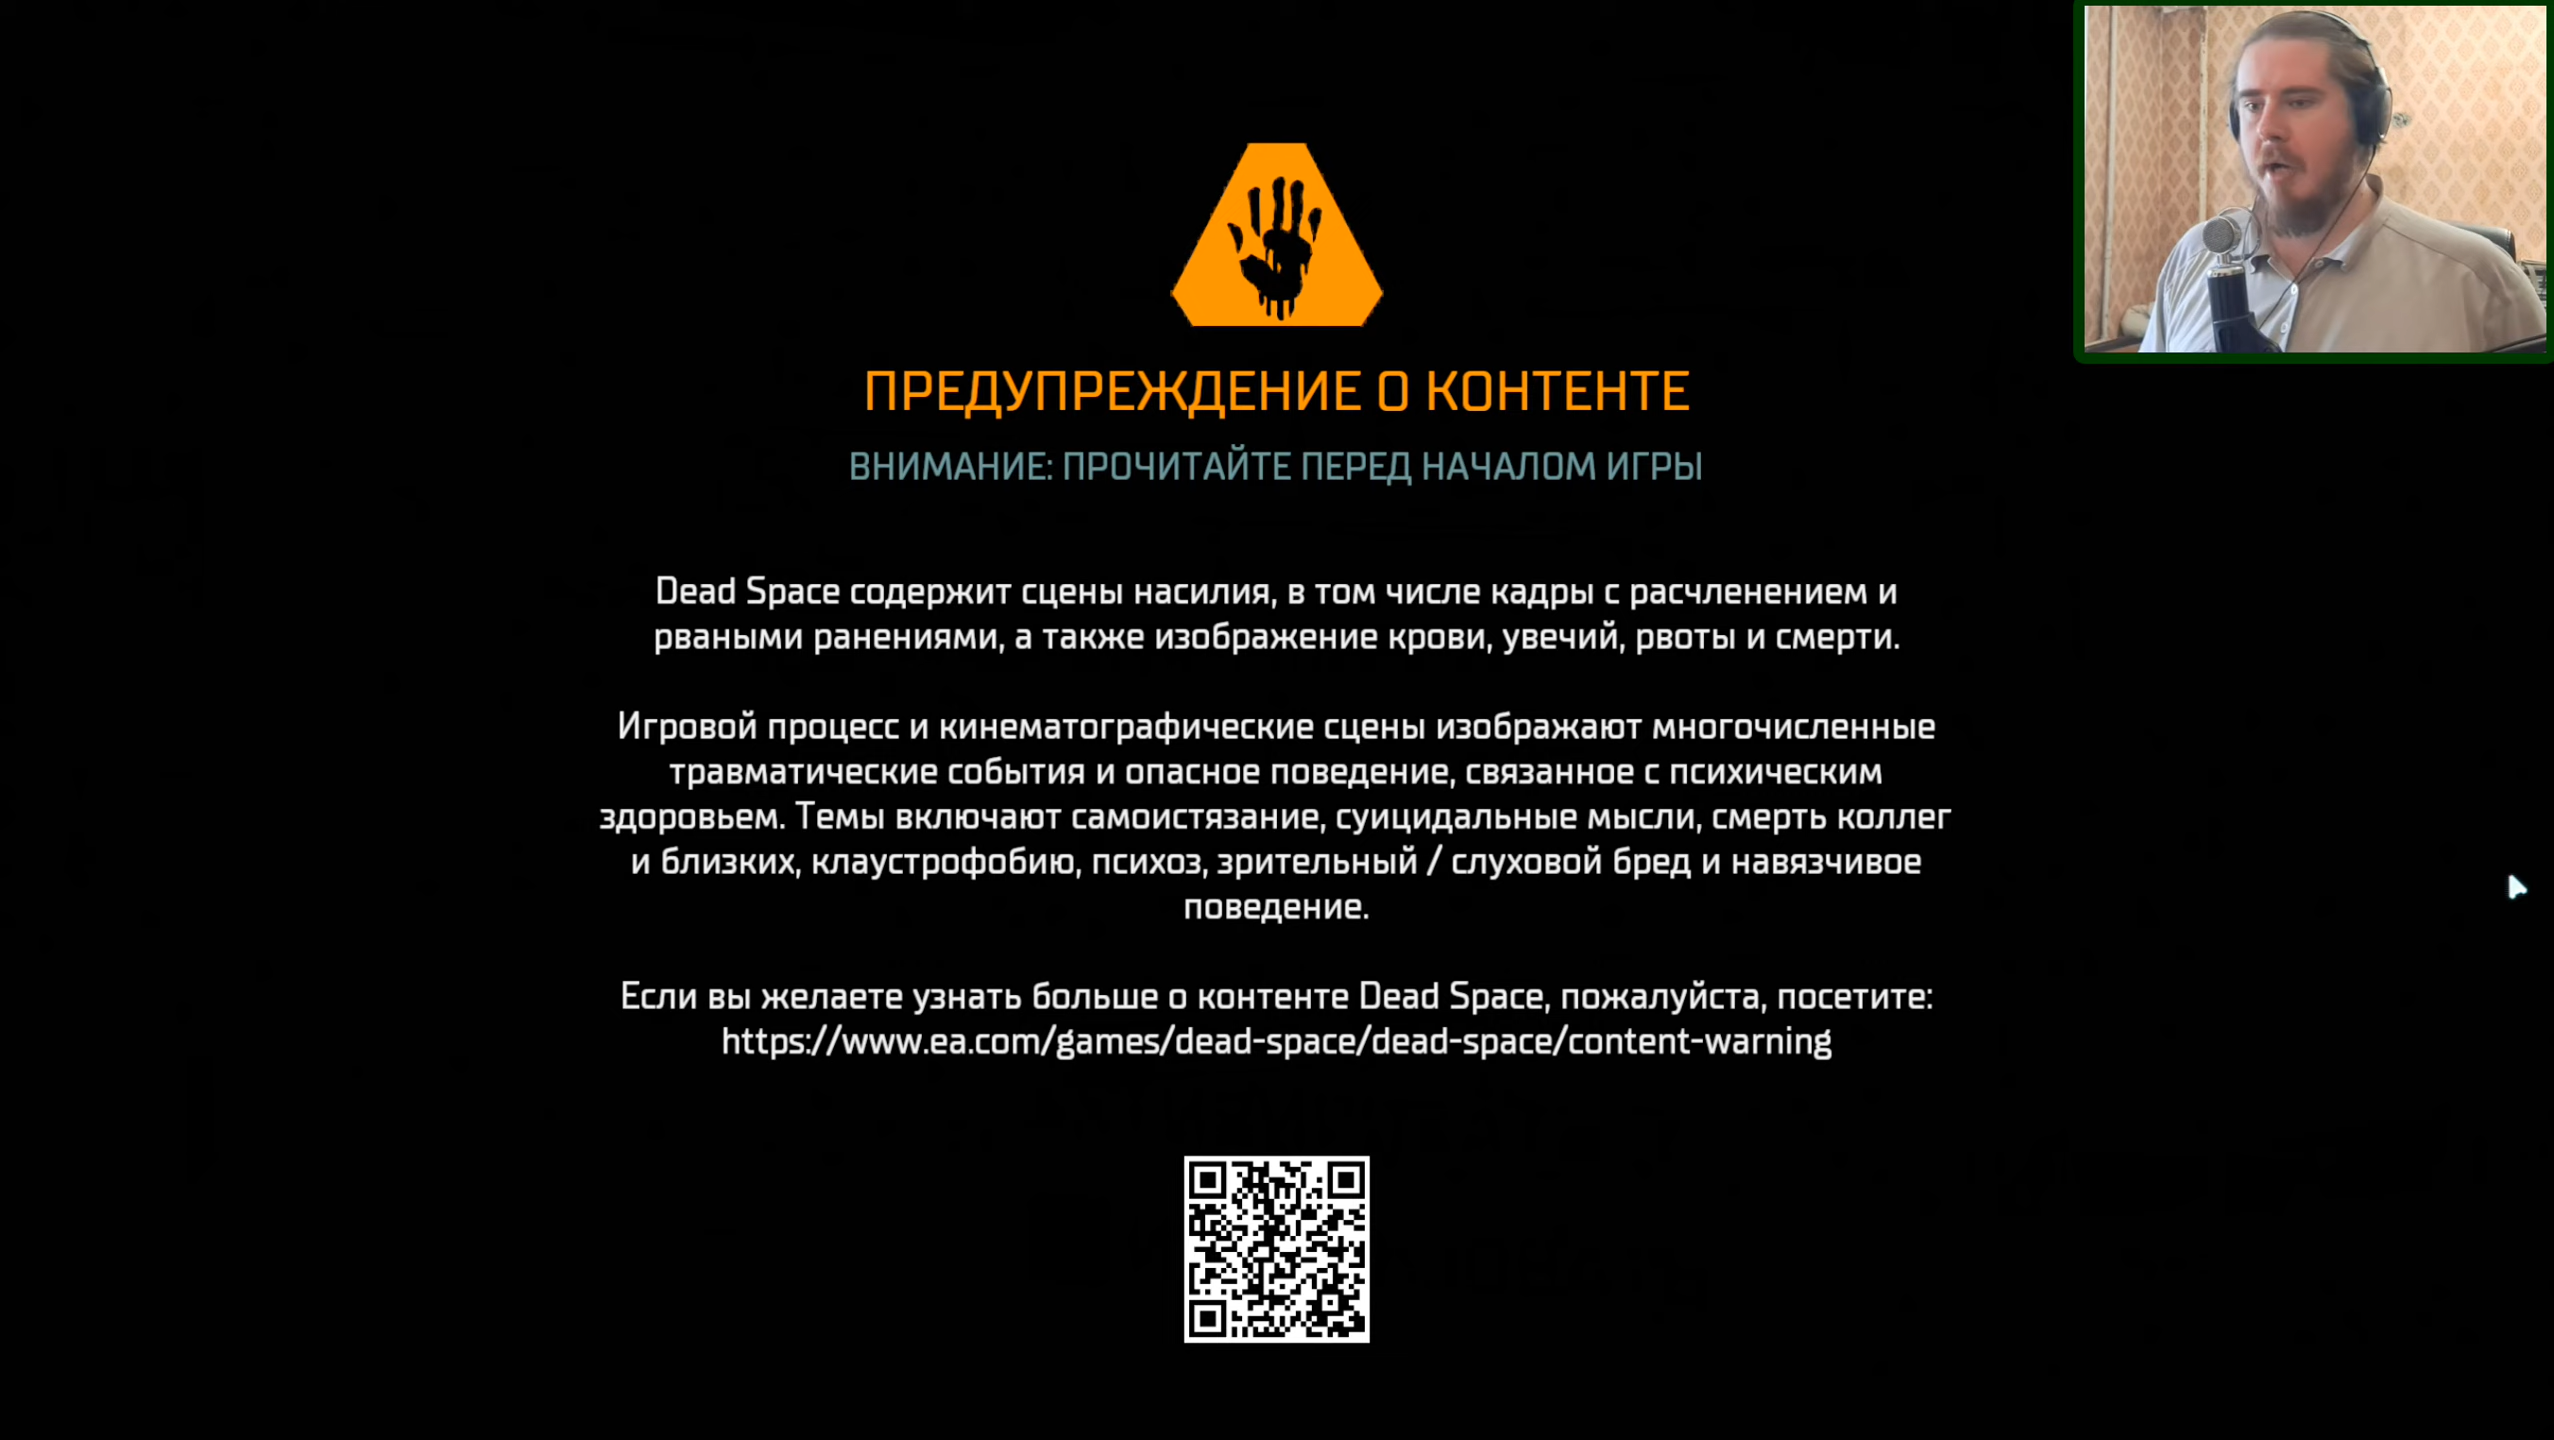 ПРЕДУПРЕЖДЕНИЕ О КОНТЕНТЕ
ВНИМАНИЕ: ПРОЧИТАЙТЕ ПЕРЕД НАЧАЛОМ ИГРЫ
Dead Space содержит сцены насилия, в том числе кадры с расчленением и
рваными ранениями, а также изображение крови, увечий, рвоты и смерти.
Игровой процесс и кинематографические сцены изображают многочисленные
травматические события и опасное поведение, связанное с психическим
здоровьем. Темы включают самоистязание, суицидальные мысли, смерть коллег
и близких, клаустрофобию, психоз, зрительный / слуховой бред и навязчивое
поведение.
Если вы желаете узнать больше о контенте Dead Space, пожалуйста, посетите:
https://www.ea.com/games/dead-space/dead-space/content-warning